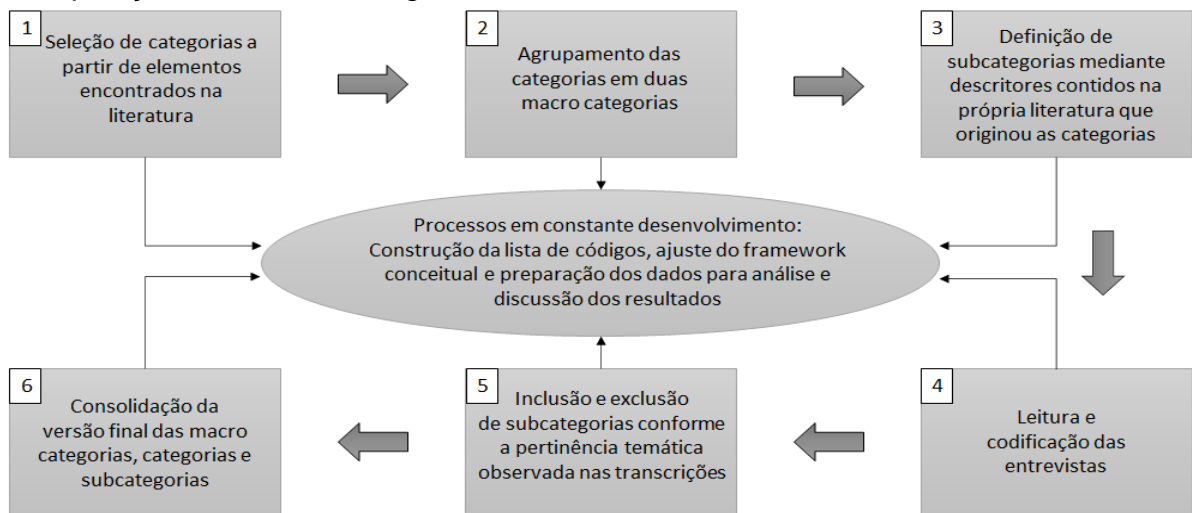 1
Seleção de categorias a
partir de elementos
encontrados na
literatura
2
Agrupamento das
categorias em duas
macro categorias
3
Definição de
subcategorias mediante
descritores contidos na
própria literatura que
originou as categorias
Processos em constante desenvolvimento:
Construção da lista de códigos, ajuste do framework
conceitual e preparação dos dados para análise e
discussão dos resultados
6
Consolidação da
versão final das macro
categorias, categorias e
subcategorias
5
Inclusão e exclusão
de subcategorias conforme
a pertinência temática
observada nas transcrições
4
Leitura e
codificação das
entrevistas